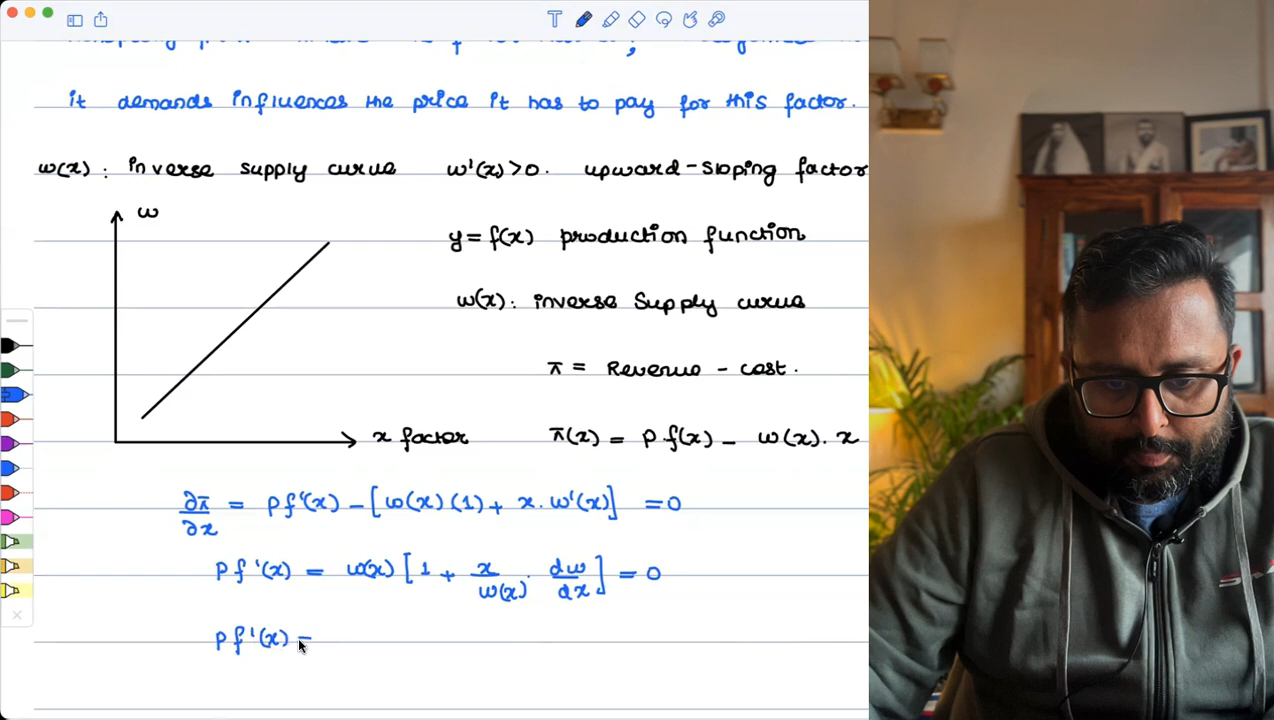 it demands influences the price it has to pay for this factor.
w(x): inverse supply curve w'(x)>0. upward-sloping factor
w
y = f(x) production function
w(x): inverse supply curve
π = Revenue - cost.
x factor
π(x) = p f(x) - w(x). x
∂π/∂x = p f'(x) - [w(x)(1) + x.w'(x)] = 0
p f'(x) = w(x) [1 + x/w(x) . dw/dx] = 0
p f'(x) =